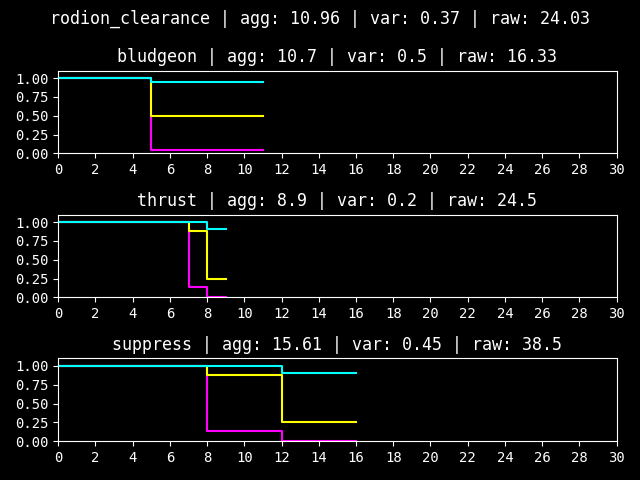 rodion_clearance | agg: 10.96 | var: 0.37 | raw: 24.03
bludgeon | agg: 10.7 | var: 0.5 | raw: 16.33
1.00
0.75
0.50
0.25
0.00
0 2 4 6 8 10 12 14 16 18 20 22 24 26 28 30
thrust | agg: 8.9 | var: 0.2 | raw: 24.5
1.00
0.75
0.50
0.25
0.00
0 2 4 6 8 10 12 14 16 18 20 22 24 26 28 30
suppress | agg: 15.61 | var: 0.45 | raw: 38.5
1.00
0.75
0.50
0.25
0.00
0 2 4 6 8 10 12 14 16 18 20 22 24 26 28 30